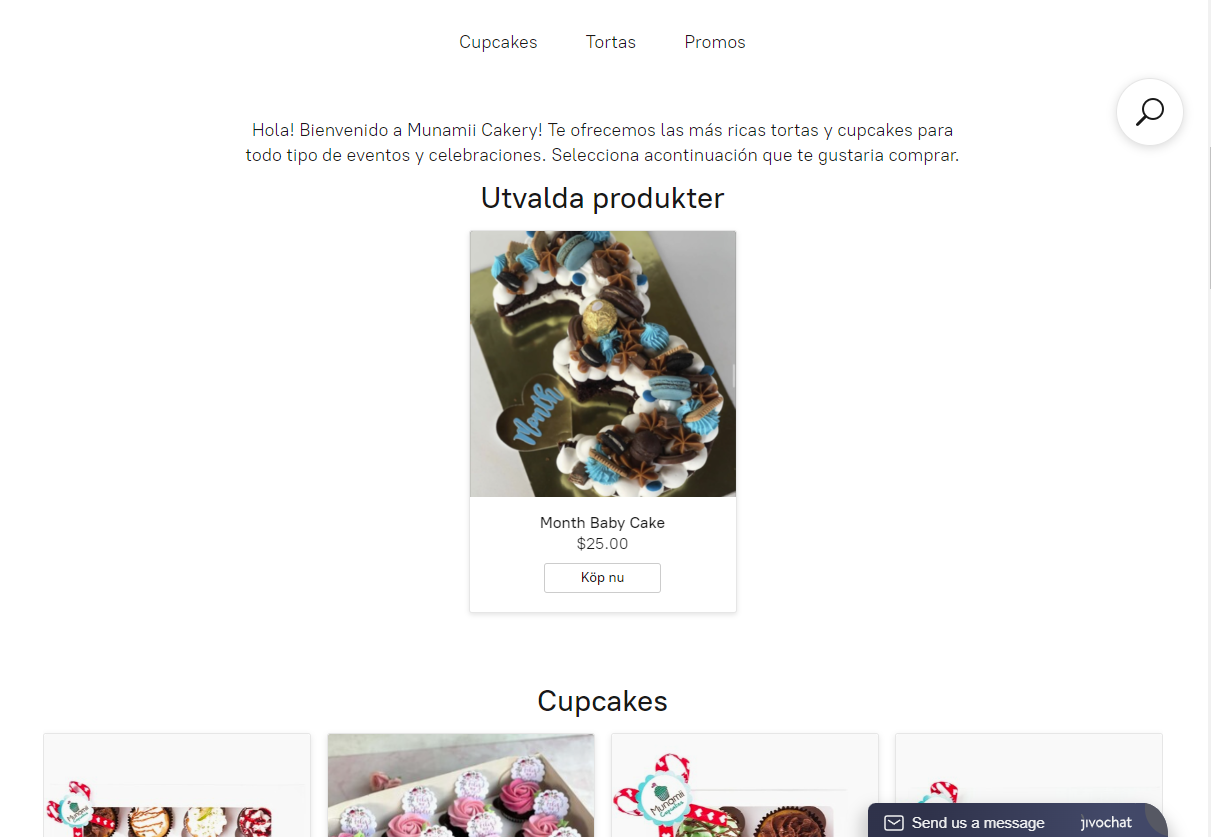 Cupcakes
Tortas
Promos
Hola! Bienvenido a Munamii Cakery! Te ofrecemos las más ricas tortas y cupcakes para
todo tipo de eventos y celebraciones. Selecciona acontinuación que te gustaria comprar.
Utvalda produkter
Month
Month Baby Cake
$25.00
Köp nu
Cupcakes
Munamii
Munamii
Cupcakes
Send us a message
jivochat